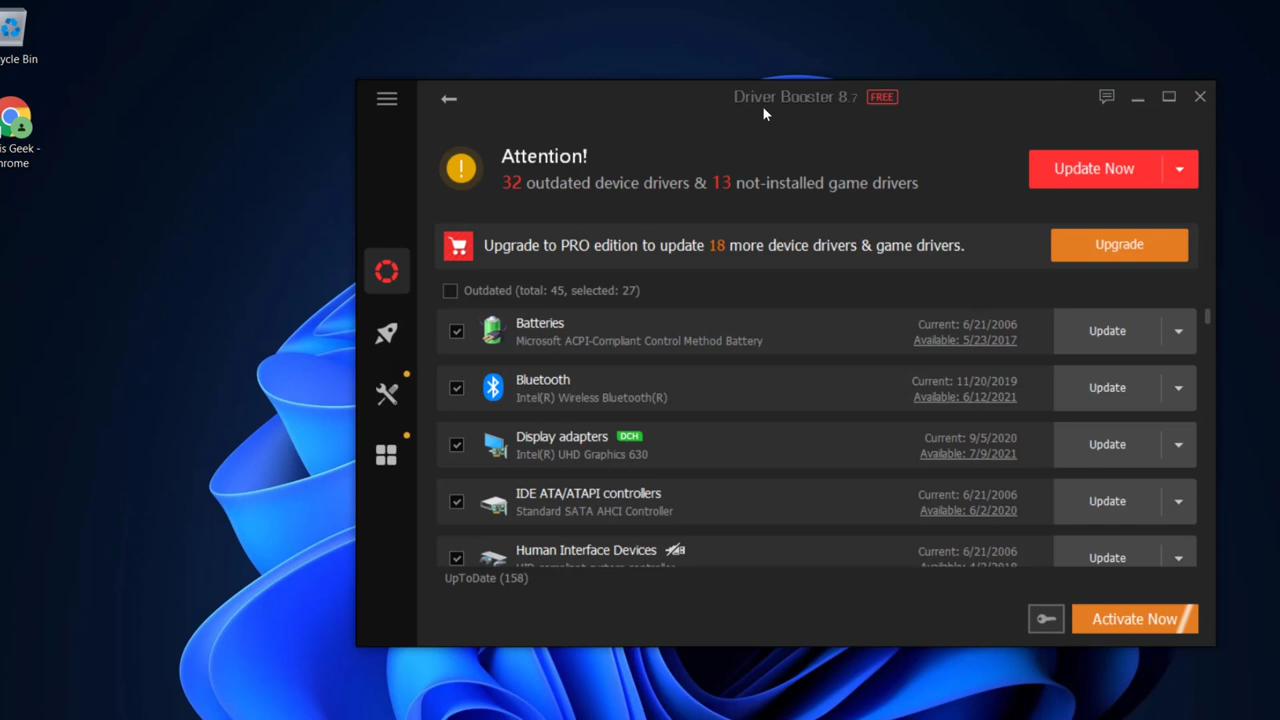 ycle Bin
is Geek -
hrome
Driver Booster 8.7 FREE
Attention!
32 outdated device drivers & 13 not-installed game drivers
Update Now
Upgrade to PRO edition to update 18 more device drivers & game drivers.
Upgrade
Outdated (total: 45, selected: 27)
Batteries
Microsoft ACPI-Compliant Control Method Battery
Current: 6/21/2006
Available: 5/23/2017
Update
Bluetooth
Intel(R) Wireless Bluetooth(R)
Current: 11/20/2019
Available: 6/12/2021
Update
Display adapters DCH
Intel(R) UHD Graphics 630
Current: 9/5/2020
Available: 7/9/2021
Update
IDE ATA/ATAPI controllers
Standard SATA AHCI Controller
Current: 6/21/2006
Available: 6/2/2020
Update
Human Interface Devices
Current: 6/21/2006
Update
UpToDate (158)
Activate Now